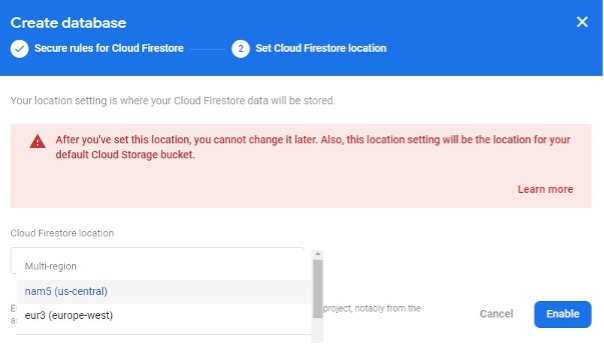 Create database
Secure rules for Cloud Firestore
2 Set Cloud Firestore location
Your location setting is where your Cloud Firestore data will be stored.
After you've set this location, you cannot change it later. Also, this location setting will be the location for your
default Cloud Storage bucket.
Learn more
Cloud Firestore location
Multi-region
nam5 (us-central)
eur3 (europe-west)
project, notably from the
Cancel
Enable